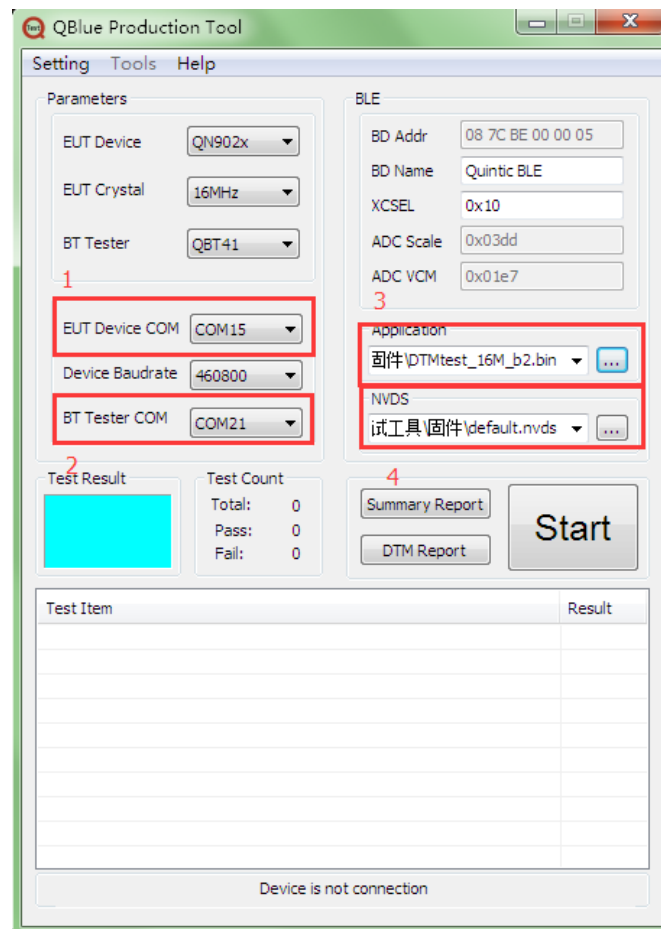 Test
QBlue Production Tool
Setting Tools Help
Parameters
EUT Device QN902x
EUT Crystal 16MHz
BT Tester QBT41
1
EUT Device COM COM15
Device Baudrate 460800
BT Tester COM COM21
2
BLE
BD Addr 08 7C BE 00 00 05
BD Name Quintic BLE
XCSEL 0x10
ADC Scale 0x03dd
ADC VCM 0x01e7
3
Application
固件\DTMtest_16M_b2.bin ...
NVDS
试工具\固件\default.nvds ...
4
Test Result
Test Count
Total: 0
Pass: 0
Fail: 0
Summary Report
DTM Report
Start
Test Item Result
Device is not connection